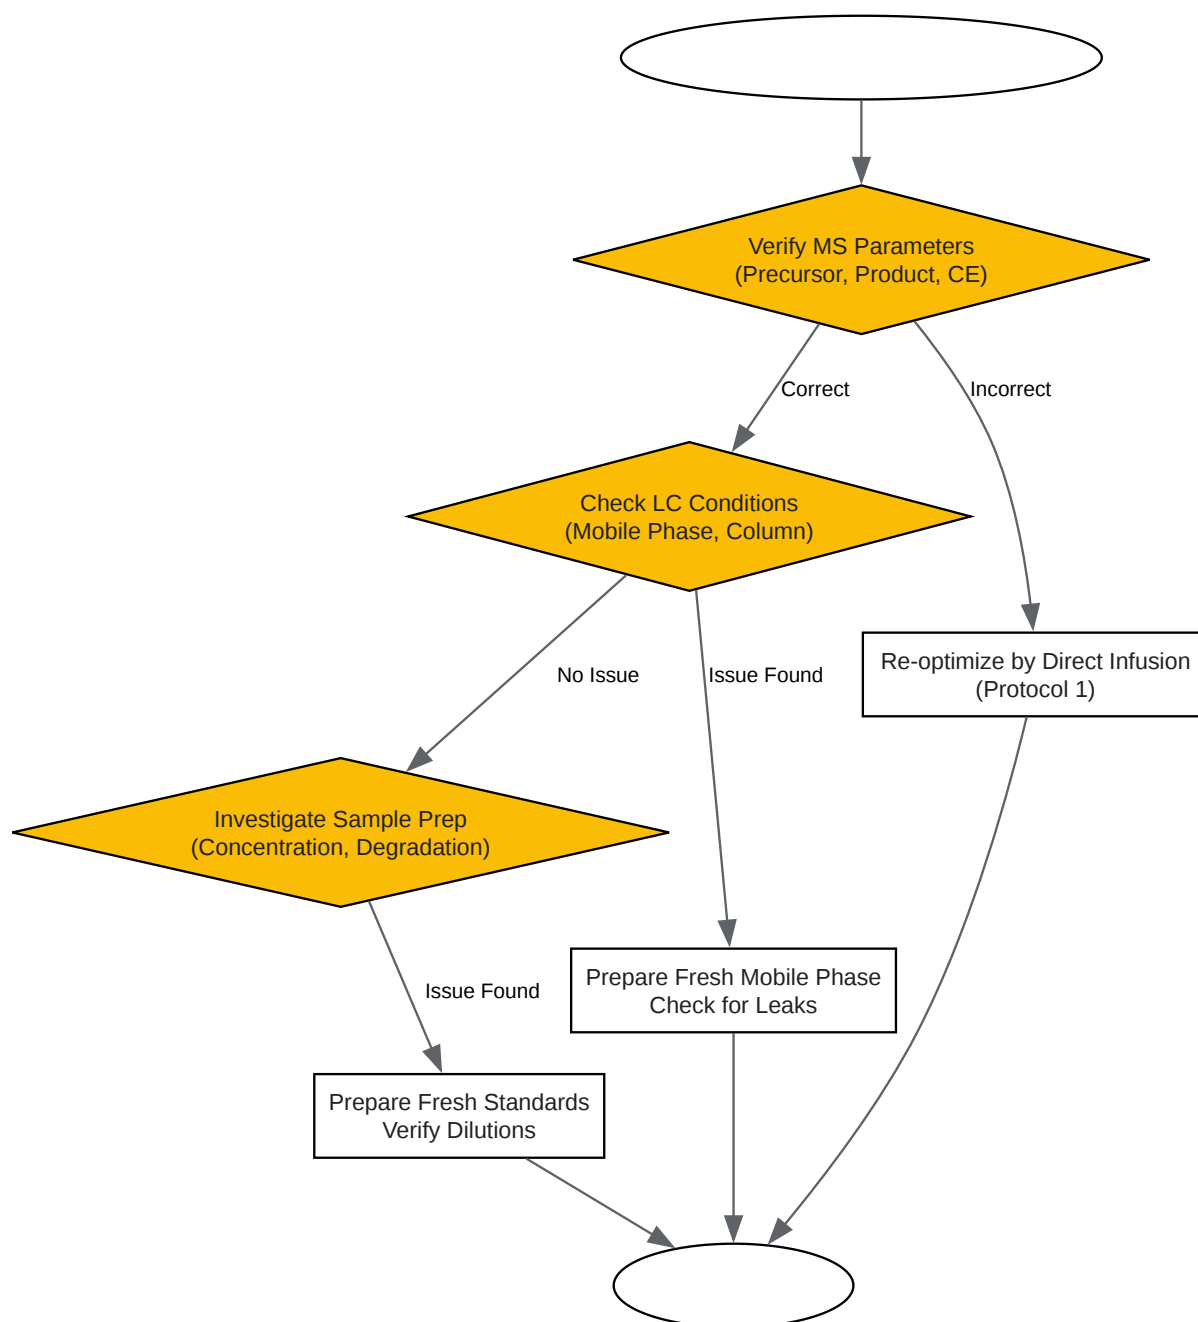 Verify MS Parameters
(Precursor, Product, CE)
Correct
Incorrect
Check LC Conditions
(Mobile Phase, Column)
No Issue
Issue Found
Re-optimize by Direct Infusion
(Protocol 1)
Investigate Sample Prep
(Concentration, Degradation)
Issue Found
Prepare Fresh Mobile Phase
Check for Leaks
Prepare Fresh Standards
Verify Dilutions